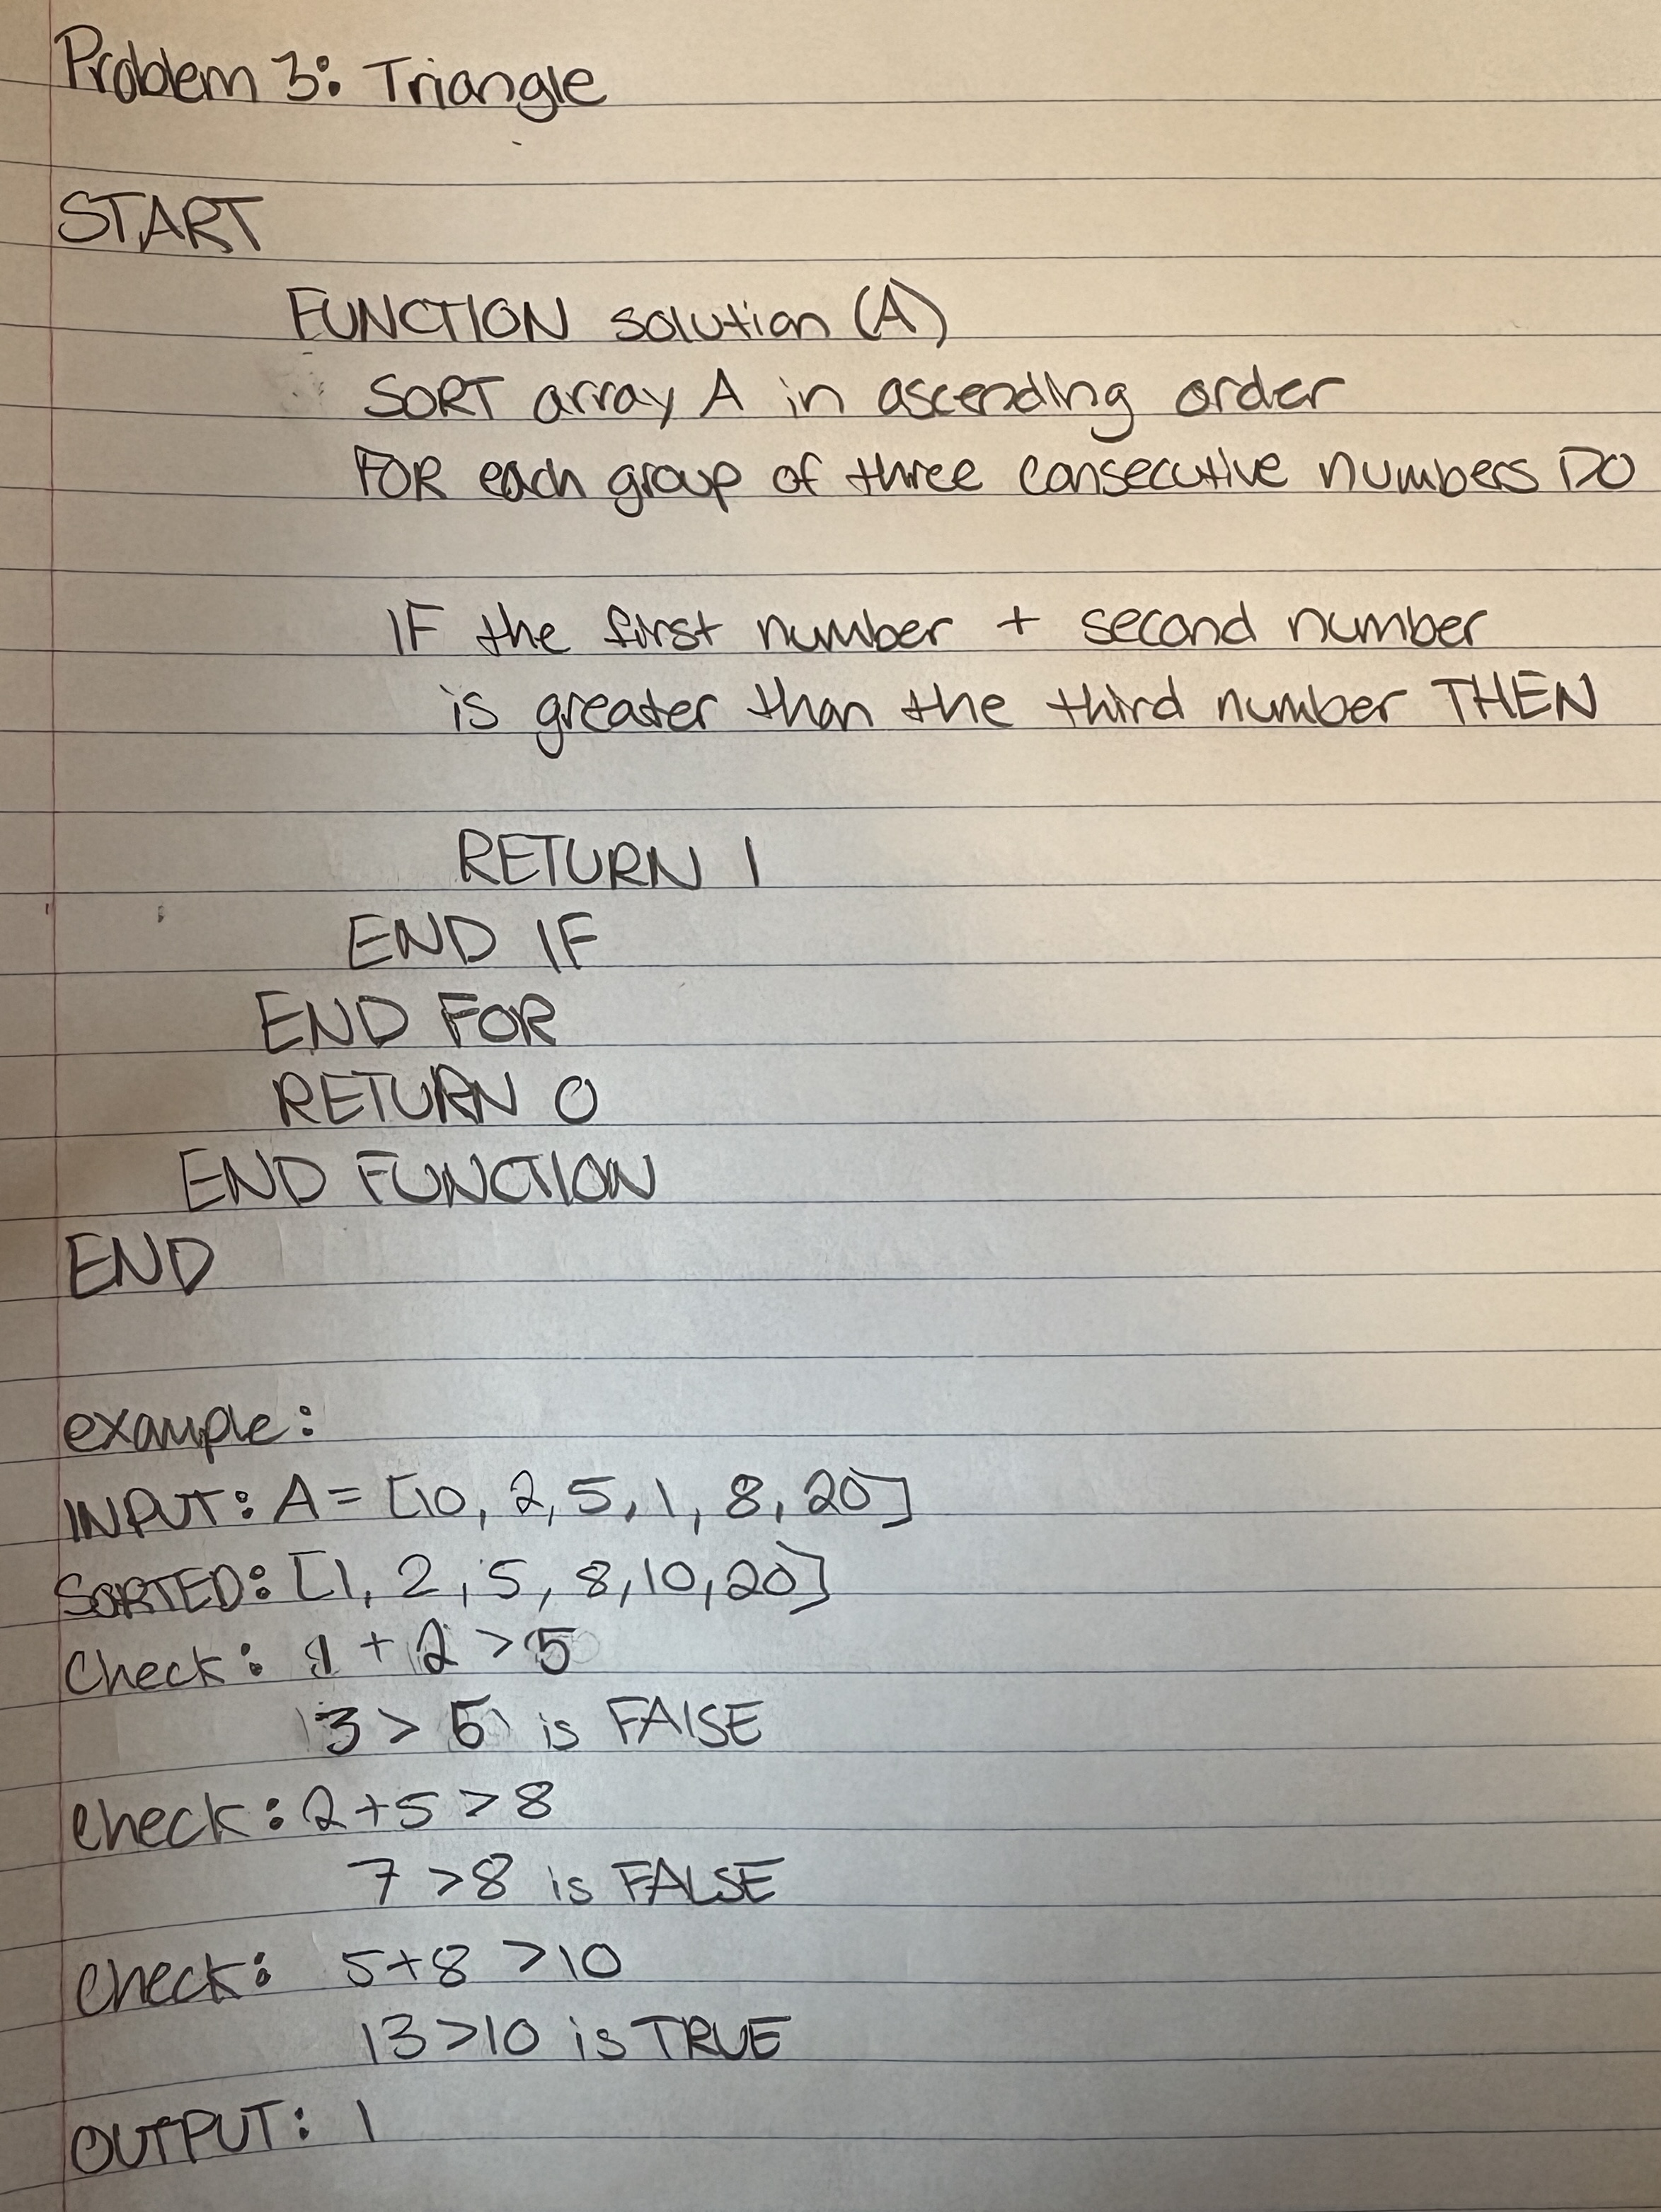 Problem 3: Triangle
START
FUNCTION solution (A)
SORT array A in ascending order
FOR each group of three consecutive numbers DO
IF the first number + second number
is greater than the third number THEN
RETURN 1
END IF
END FOR
RETURN 0
END FUNCTION
END
example:
INPUT: A = [10, 2, 5, 1, 8, 20]
SORTED: [1, 2, 5, 8, 10, 20]
Check: 1 + 2 > 5
3 > 5 is FAlSE
Check: 2+5 > 8
7 > 8 is FALSE
Check: 5+8 > 10
13 > 10 is TRUE
OUTPUT: 1